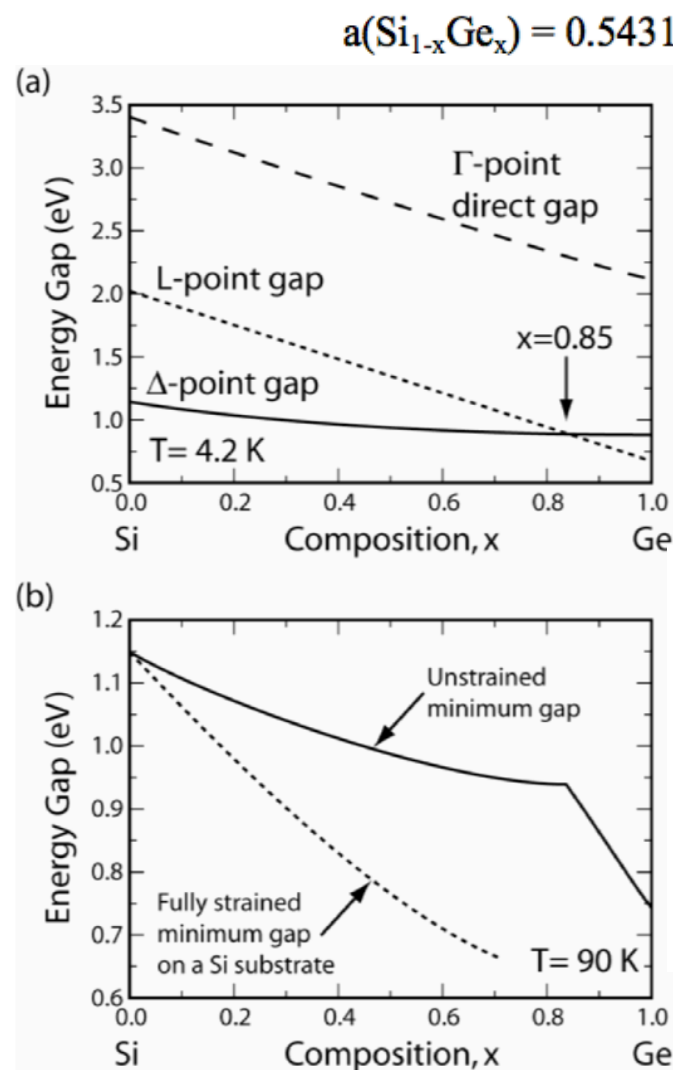 a(Si₁₋ₓGeₓ) = 0.5431
(a)
3.5
3.0
2.5
2.0
1.5
1.0
0.5
Energy Gap (eV)
Γ-point
direct gap
L-point gap
x=0.85
Δ-point gap
T= 4.2 K
0.0 0.2 0.4 0.6 0.8 1.0
Si Composition, x Ge
(b)
1.2
1.1
1.0
0.9
0.8
0.7
0.6
Energy Gap (eV)
Unstrained
minimum gap
Fully strained
minimum gap
on a Si substrate
T= 90 K
0.0 0.2 0.4 0.6 0.8 1.0
Si Composition, x Ge